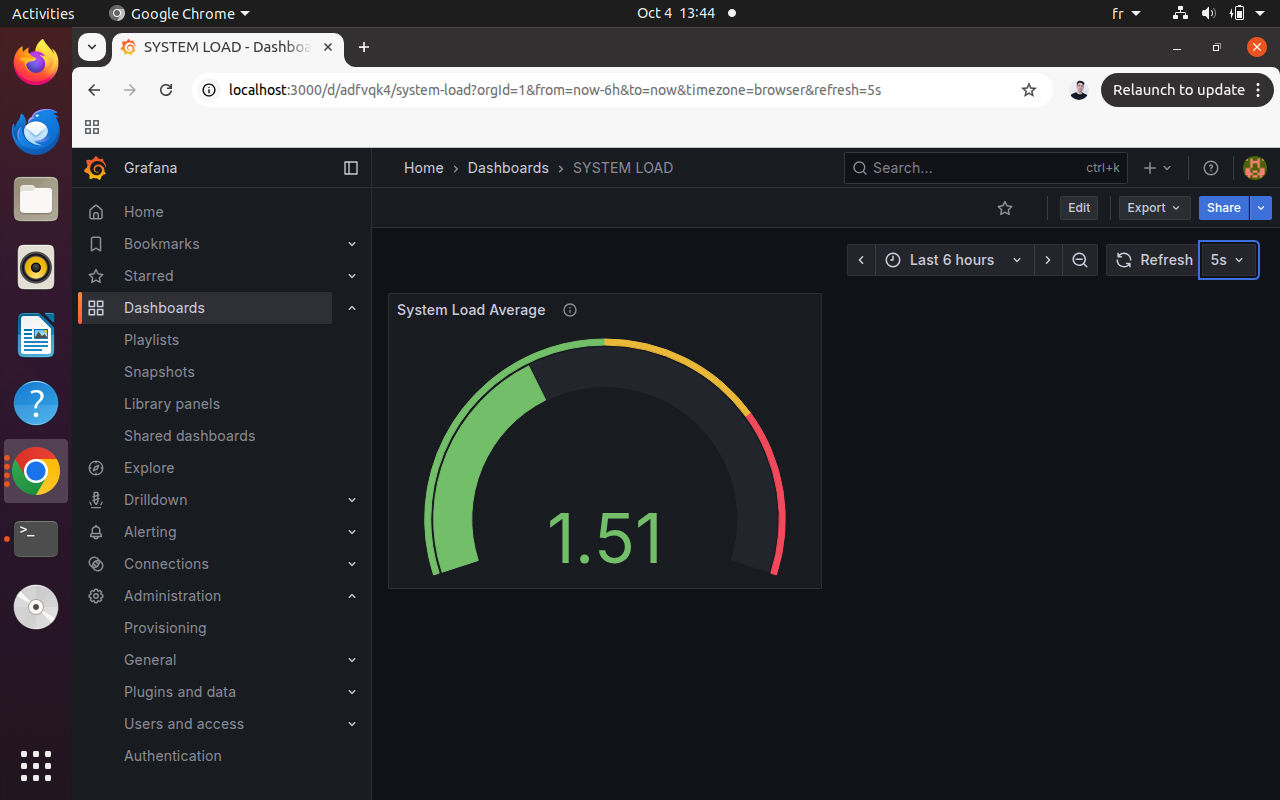 Activities Google Chrome Oct 4 13:44 fr
SYSTEM LOAD - Dashboa
localhost:3000/d/adfvqk4/system-load?orgId=1&from=now-6h&to=now&timezone=browser&refresh=5s Relaunch to update
Grafana Home › Dashboards › SYSTEM LOAD Search... ctrl+k
Edit Export Share
Last 6 hours Refresh 5s
Home
Bookmarks
Starred
Dashboards
Playlists
Snapshots
Library panels
Shared dashboards
Explore
Drilldown
Alerting
Connections
Administration
Provisioning
General
Plugins and data
Users and access
Authentication
System Load Average
1.51